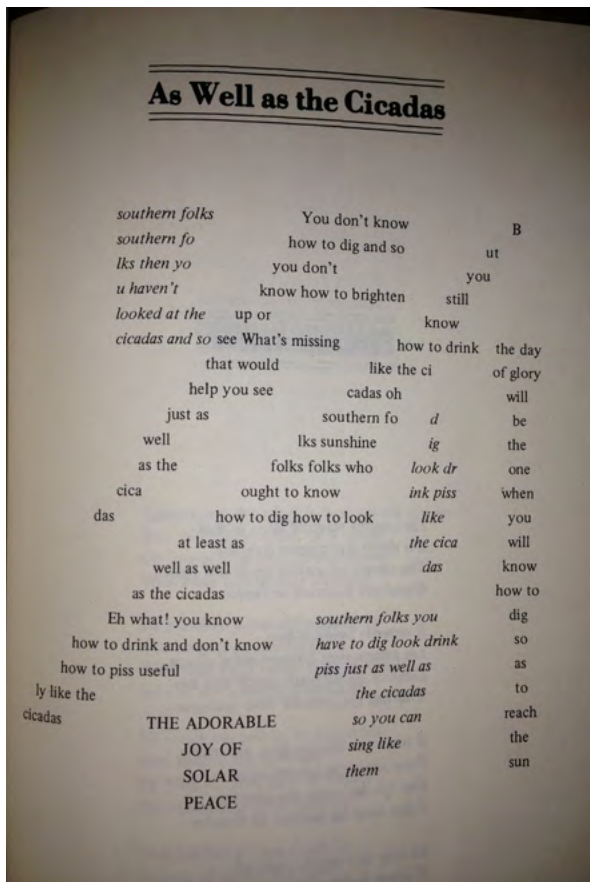 As Well as the Cicadas
southern folks
southern fo
lks then yo
u haven't
looked at the
cicadas and so
You don't know
how to dig and so
you don't
know how to brighten
up or
see What's missing
that would
help you see
just as
well
as the
cica
das
B
ut
you
still
know
how to drink
like the ci
cadas oh
southern fo
lks sunshine
folks folks who
ought to know
how to dig how to look
at least as
well as well
as the cicadas
Eh what! you know
how to drink and don't know
how to piss useful
ly like the
cicadas
d
ig
look dr
ink piss
like
the cica
das
southern folks you
have to dig look drink
piss just as well as
the cicadas
so you can
sing like
them
the day
of glory
will
be
the
one
when
you
will
know
how to
dig
so
as
to
reach
the
sun
THE ADORABLE
JOY OF
SOLAR
PEACE